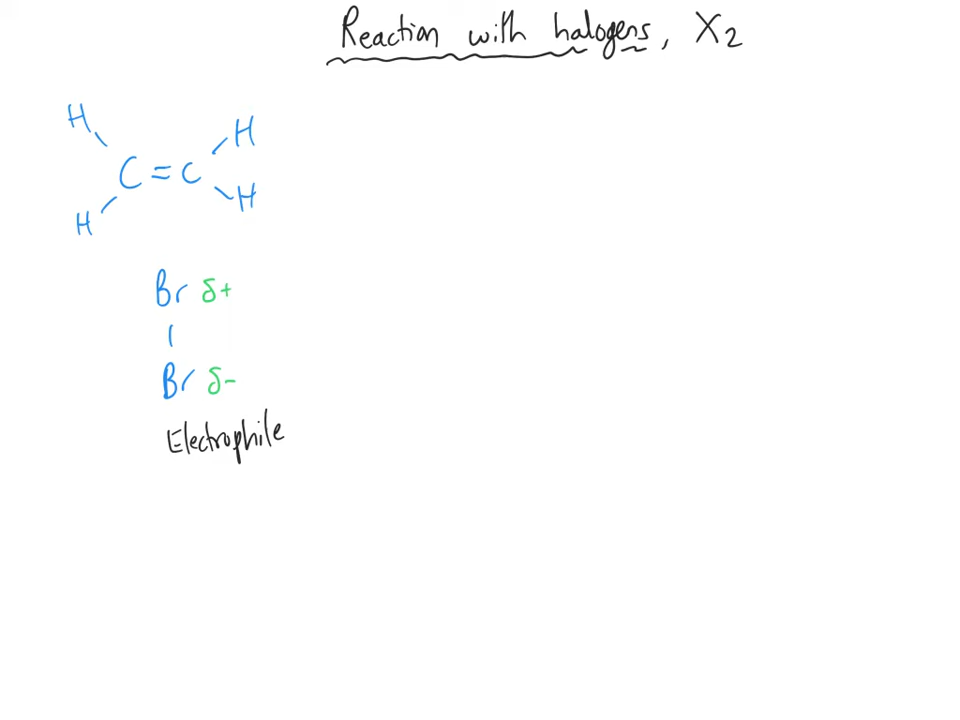 Reaction with halogens, X2
H
H
C = C
H
H
Br δ+
Br δ-
Electrophile